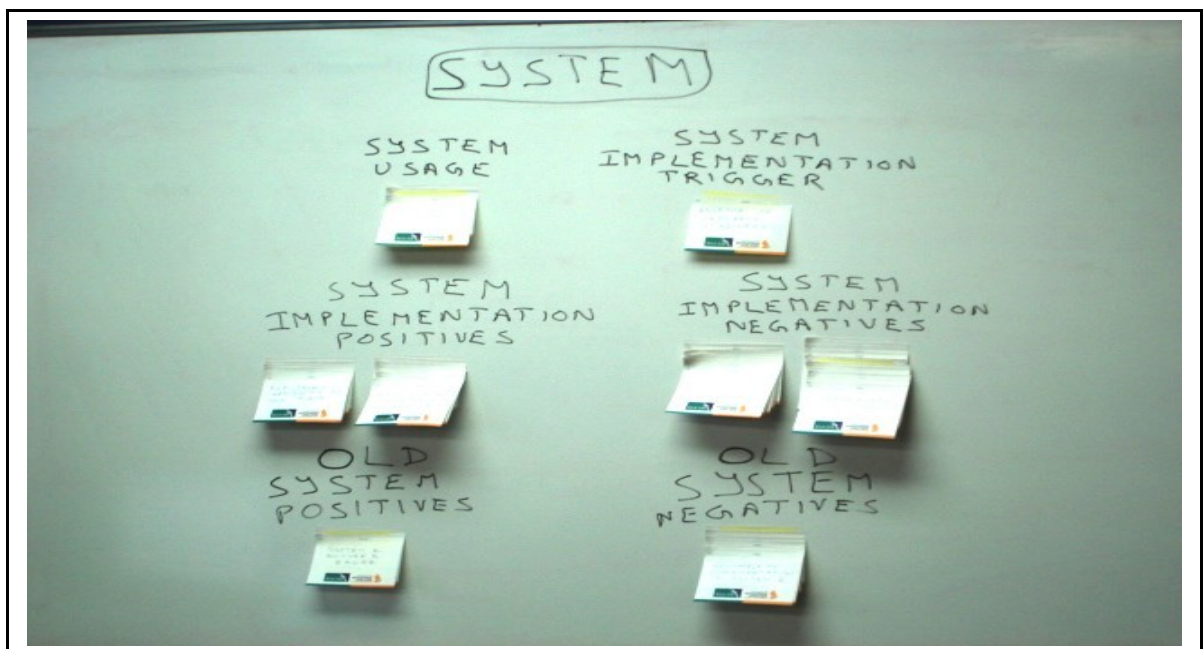 SYSTEM
SYSTEM
USAGE
SYSTEM
IMPLEMENTATION
TRIGGER
SYSTEM
IMPLEMENTATION
POSITIVES
SYSTEM
IMPLEMENTATION
NEGATIVES
OLD
SYSTEM
POSITIVES
OLD
SYSTEM
NEGATIVES